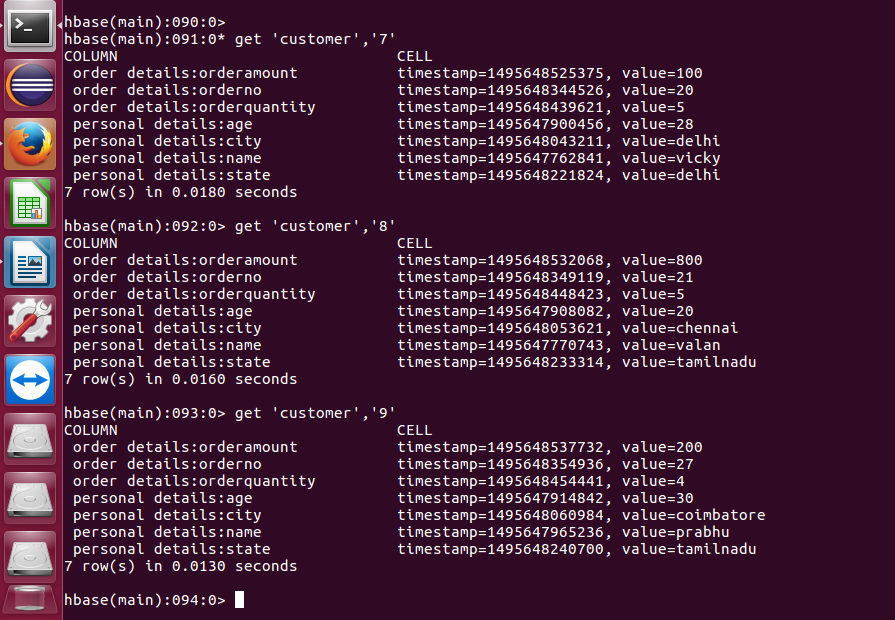 hbase(main):090:0>
hbase(main):091:0* get 'customer','7'
COLUMN                               CELL
 order details:orderamount           timestamp=1495648525375, value=100
 order details:orderno               timestamp=1495648344526, value=20
 order details:orderquantity         timestamp=1495648439621, value=5
 personal details:age                timestamp=1495647900456, value=28
 personal details:city               timestamp=1495648043211, value=delhi
 personal details:name               timestamp=1495647762841, value=vicky
 personal details:state              timestamp=1495648221824, value=delhi
7 row(s) in 0.0180 seconds

hbase(main):092:0> get 'customer','8'
COLUMN                               CELL
 order details:orderamount           timestamp=1495648532068, value=800
 order details:orderno               timestamp=1495648349119, value=21
 order details:orderquantity         timestamp=1495648448423, value=5
 personal details:age                timestamp=1495647908082, value=20
 personal details:city               timestamp=1495648053621, value=chennai
 personal details:name               timestamp=1495647770743, value=valan
 personal details:state              timestamp=1495648233314, value=tamilnadu
7 row(s) in 0.0160 seconds

hbase(main):093:0> get 'customer','9'
COLUMN                               CELL
 order details:orderamount           timestamp=1495648537732, value=200
 order details:orderno               timestamp=1495648354936, value=27
 order details:orderquantity         timestamp=1495648454441, value=4
 personal details:age                timestamp=1495647914842, value=30
 personal details:city               timestamp=1495648060984, value=coimbatore
 personal details:name               timestamp=1495647965236, value=prabhu
 personal details:state              timestamp=1495648240700, value=tamilnadu
7 row(s) in 0.0130 seconds

hbase(main):094:0>